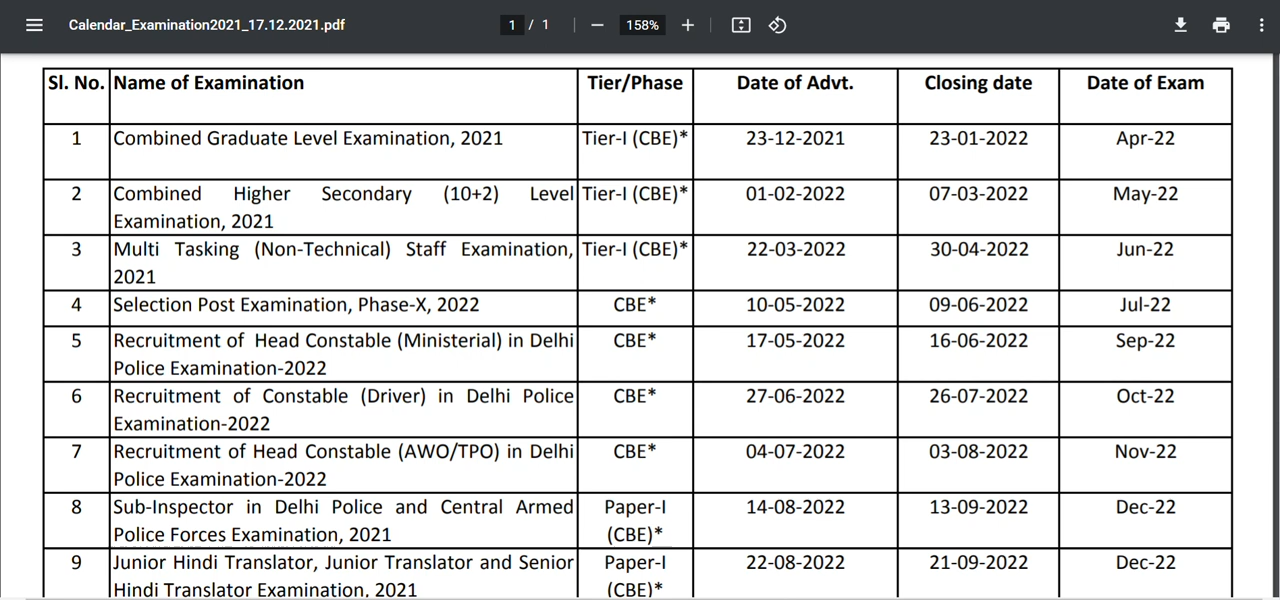 Calendar_Examination2021_17.12.2021.pdf 1 / 1 158%
Sl. No. Name of Examination Tier/Phase Date of Advt. Closing date Date of Exam
1 Combined Graduate Level Examination, 2021 Tier-I (CBE)* 23-12-2021 23-01-2022 Apr-22
2 Combined Higher Secondary (10+2) Level Tier-I (CBE)* 01-02-2022 07-03-2022 May-22
Examination, 2021
3 Multi Tasking (Non-Technical) Staff Examination, Tier-I (CBE)* 22-03-2022 30-04-2022 Jun-22
2021
4 Selection Post Examination, Phase-X, 2022 CBE* 10-05-2022 09-06-2022 Jul-22
5 Recruitment of Head Constable (Ministerial) in Delhi CBE* 17-05-2022 16-06-2022 Sep-22
Police Examination-2022
6 Recruitment of Constable (Driver) in Delhi Police CBE* 27-06-2022 26-07-2022 Oct-22
Examination-2022
7 Recruitment of Head Constable (AWO/TPO) in Delhi CBE* 04-07-2022 03-08-2022 Nov-22
Police Examination-2022
8 Sub-Inspector in Delhi Police and Central Armed Paper-I 14-08-2022 13-09-2022 Dec-22
Police Forces Examination, 2021 (CBE)*
9 Junior Hindi Translator, Junior Translator and Senior Paper-I 22-08-2022 21-09-2022 Dec-22
Hindi Translator Examination, 2021 (CBE)*